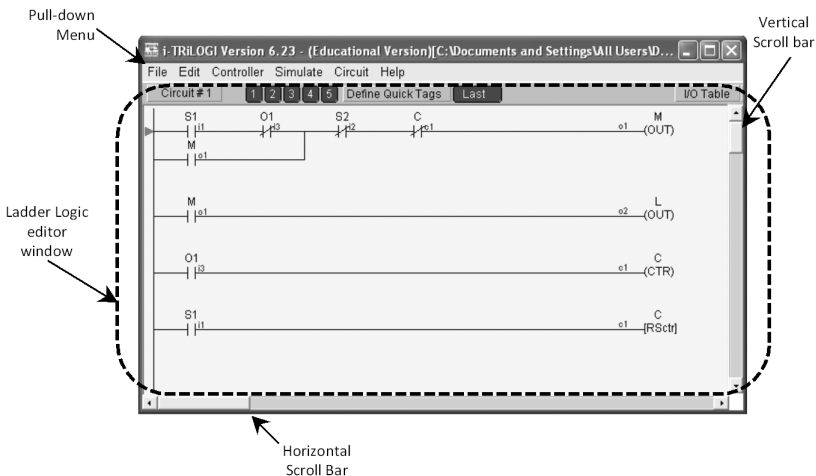 Pull-down
Menu
Vertical
Scroll bar
i-TRiLOGI Version 6.23 - (Educational Version)[C:\Documents and Settings\All Users\D...
File Edit Controller Simulate Circuit Help
Circuit # 1 1 2 3 4 5 Define Quick Tags Last I/O Table
S1 O1 S2 C M
i1 i3 i2 c1 o1 (OUT)
M
o1
M L
o1 o2 (OUT)
O1 C
i3 c1 (CTR)
S1 C
i1 c1 [RSctr]
Ladder Logic
editor
window
Horizontal
Scroll Bar